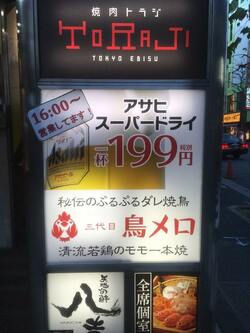 焼肉トラジ
TORAJI
TOKYO EBISU
16:00~
営業してます!
アサヒ
スーパードライ
一杯199円
税別
秘伝のぷるぷるダレ焼鳥
三代目 鳥メロ
清流若鶏のモモ一本焼
全席個室